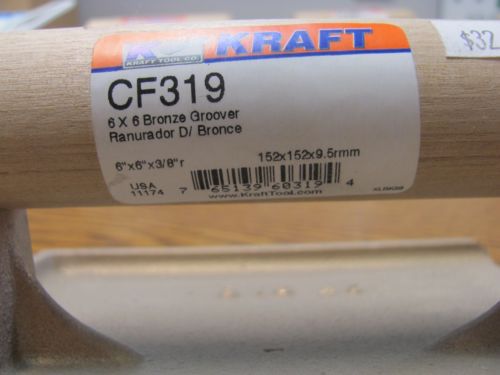 KRAFT
KRAFT TOOL CO.
$32
CF319
6 X 6 Bronze Groover
Ranurador D/ Bronce
6"x6"x3/8"r
152x152x9.5rmm
USA
11174
7 65139 60319 4
www.KraftTool.com